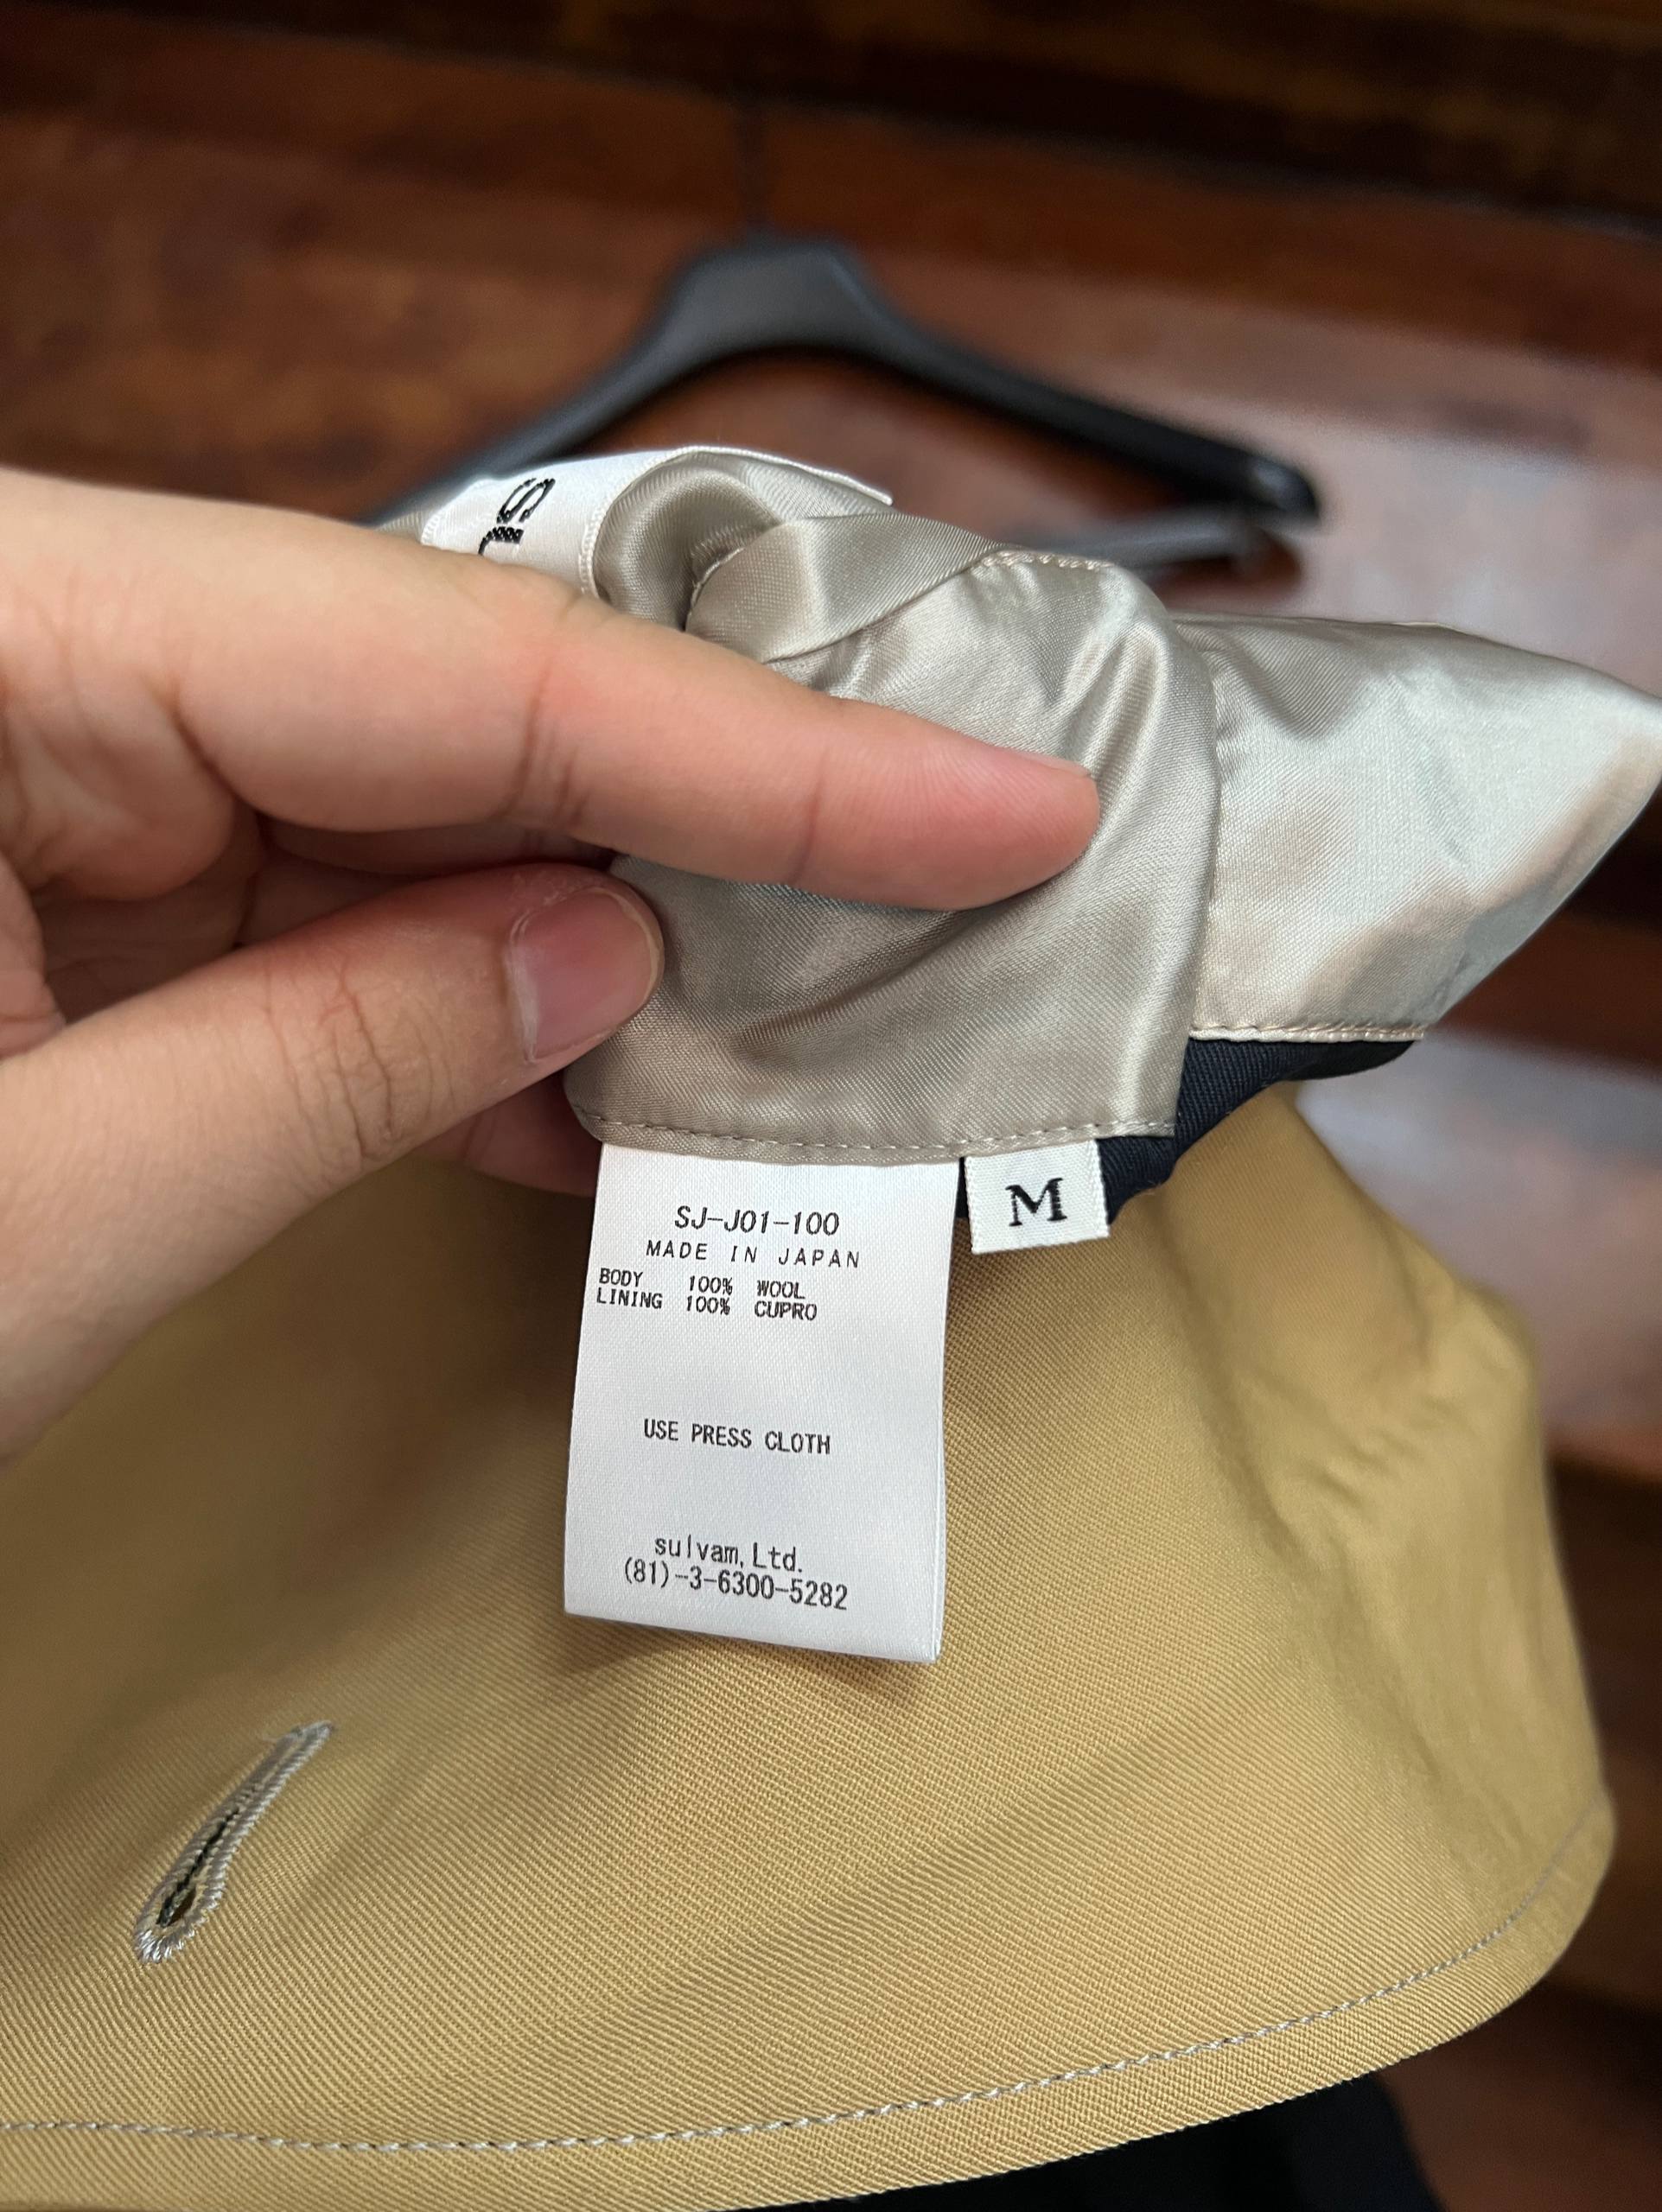 SJ-J01-100
MADE IN JAPAN
BODY 100% WOOL
LINING 100% CUPRO
USE PRESS CLOTH
sulvam, Ltd.
(81)-3-6300-5282
M